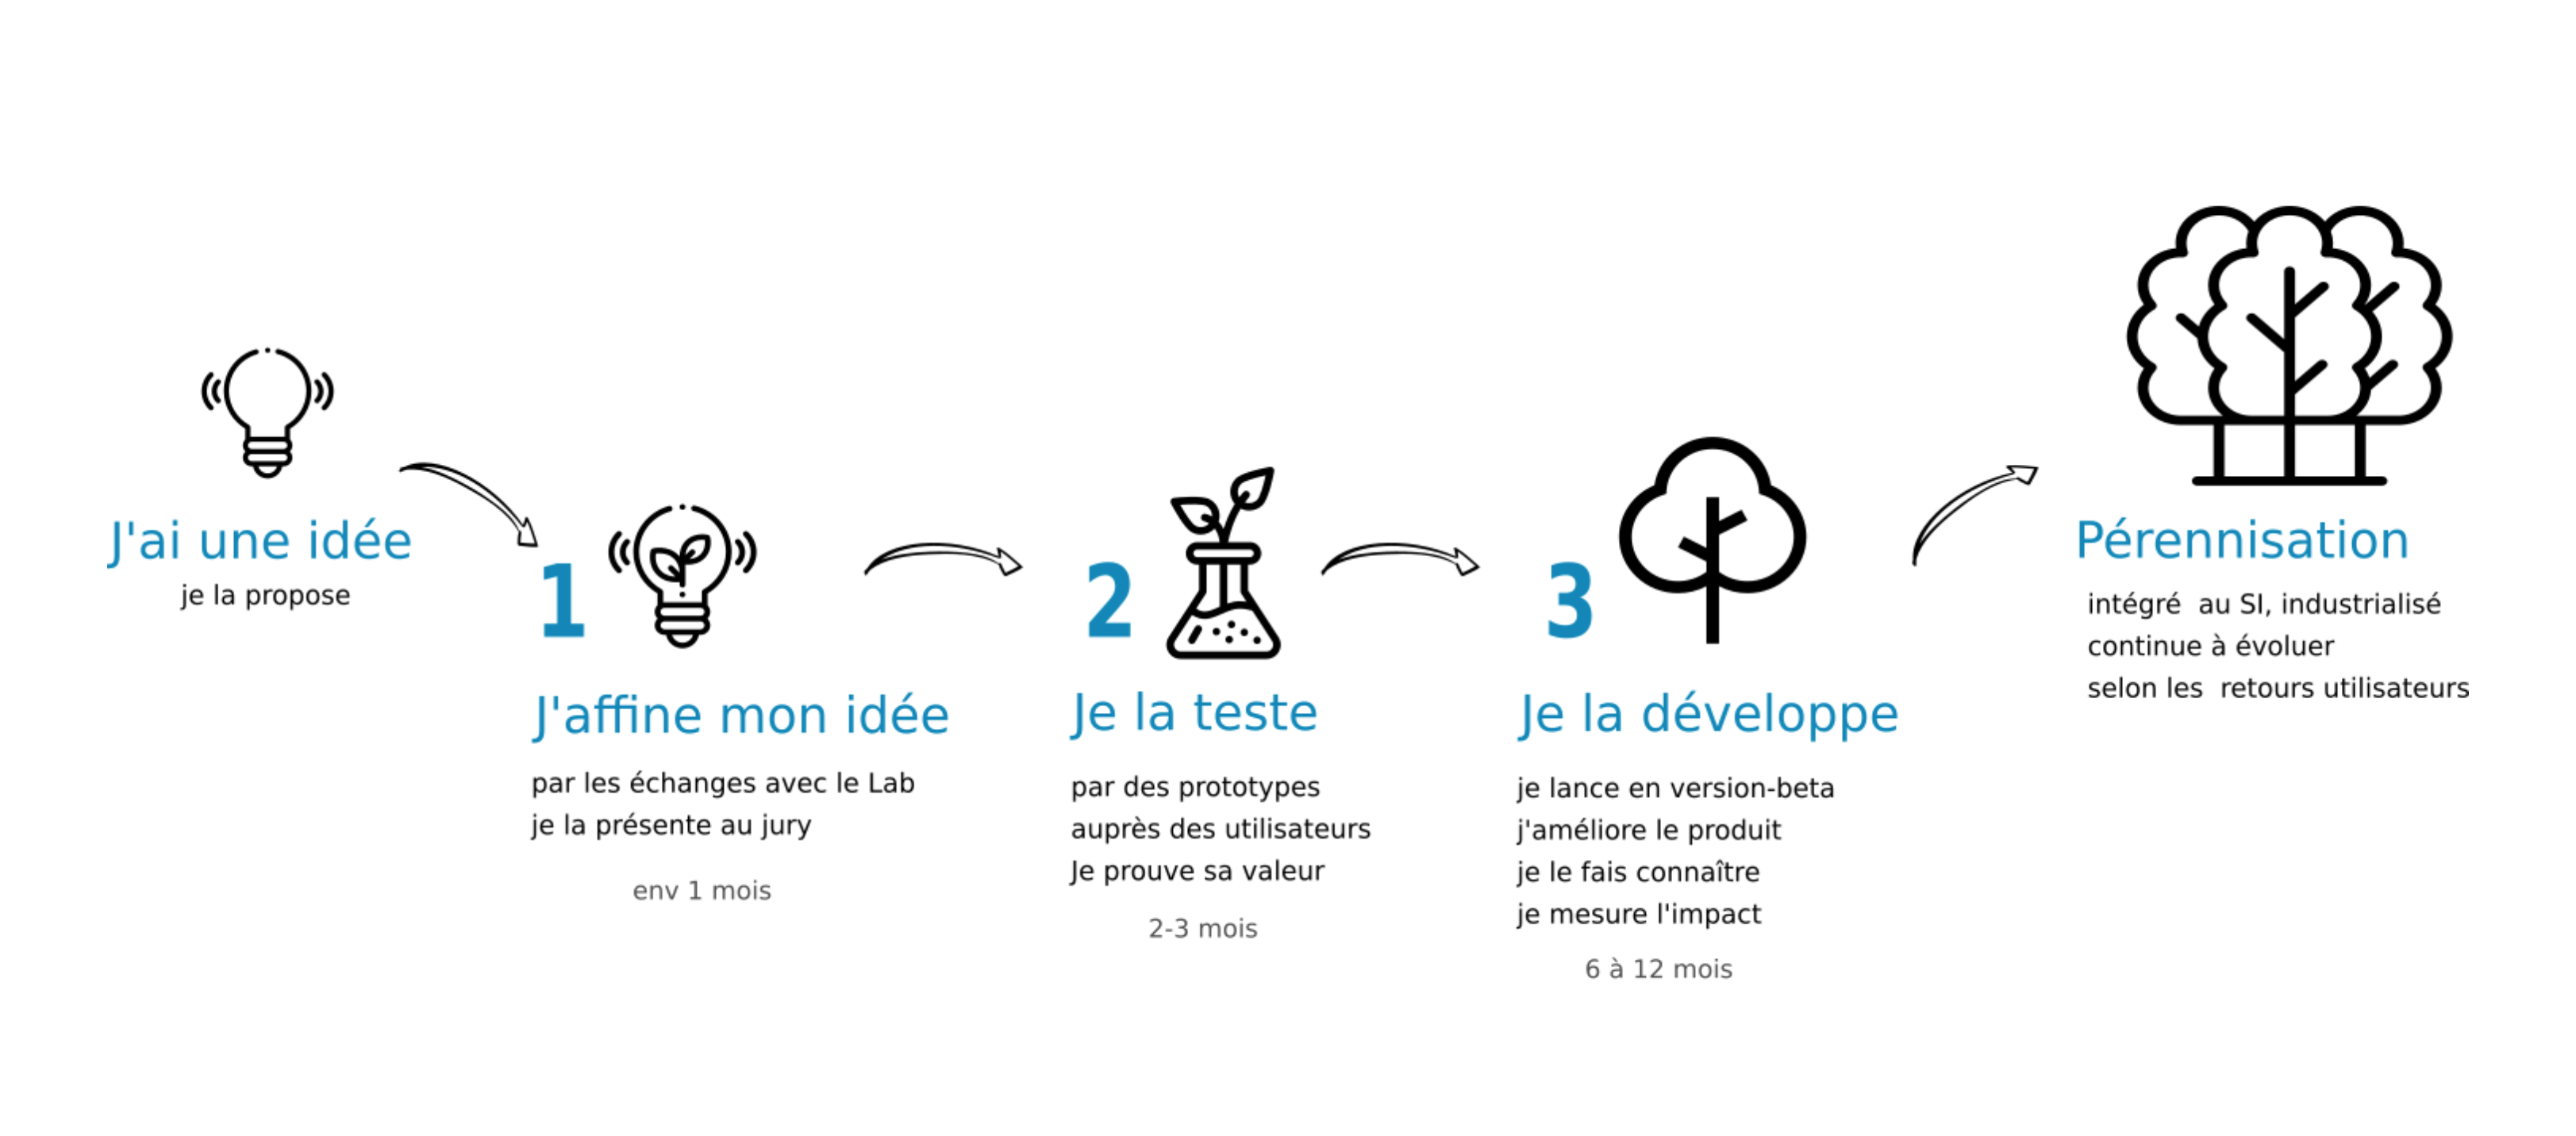 J'ai une idée
je la propose
1
J'affine mon idée
par les échanges avec le Lab
je la présente au jury
env 1 mois
2
Je la teste
par des prototypes
auprès des utilisateurs
Je prouve sa valeur
2-3 mois
3
Je la développe
je lance en version-beta
j'améliore le produit
je le fais connaître
je mesure l'impact
6 à 12 mois
Pérennisation
intégré  au SI, industrialisé
continue à évoluer
selon les  retours utilisateurs